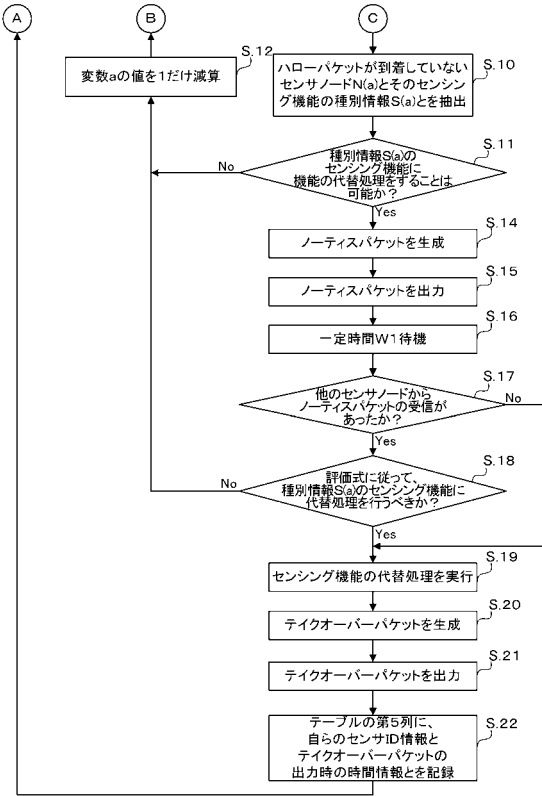 A
B
C
S.12
変数aの値を1だけ減算
S.10
ハローパケットが到着していない
センサノードN(a)とそのセンシン
グ機能の種別情報S(a)とを抽出
S.11
種別情報S(a)の
センシング機能に
機能の代替処理をすることは
可能か?
No
Yes
S.14
ノーティスパケットを生成
S.15
ノーティスパケットを出力
S.16
一定時間W1待機
S.17
他のセンサノードから
ノーティスパケットの受信が
あったか?
No
Yes
S.18
評価式に従って、
種別情報S(a)のセンシング機能に
代替処理を行うべきか?
No
Yes
S.19
センシング機能の代替処理を実行
S.20
テイクオーバーパケットを生成
S.21
テイクオーバーパケットを出力
S.22
テーブルの第5列に、
自らのセンサID情報と
テイクオーバーパケットの
出力時の時間情報とを記録